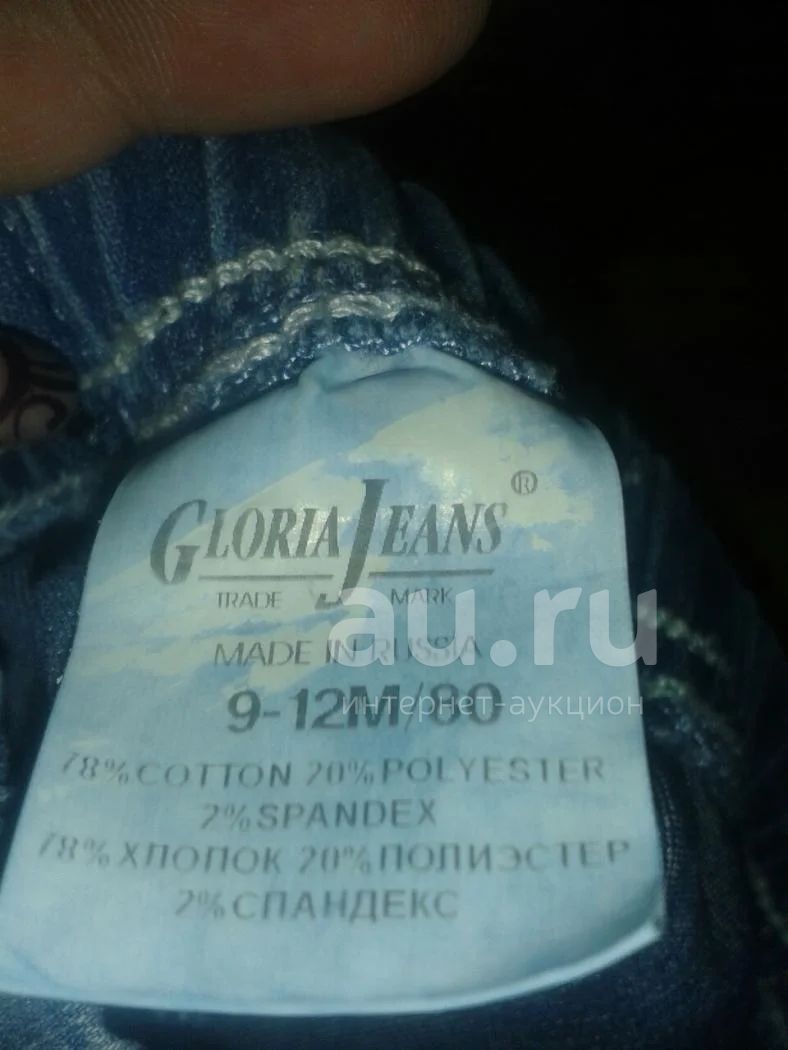 GLORIA JEANS®
TRADE MARK
MADE IN RUSSIA
9-12M/80
78% COTTON 20% POLYESTER
2% SPANDEX
78% ХЛОПОК 20% ПОЛИЭСТЕР
2% СПАНДЕКС
au.ru
интернет-аукцион